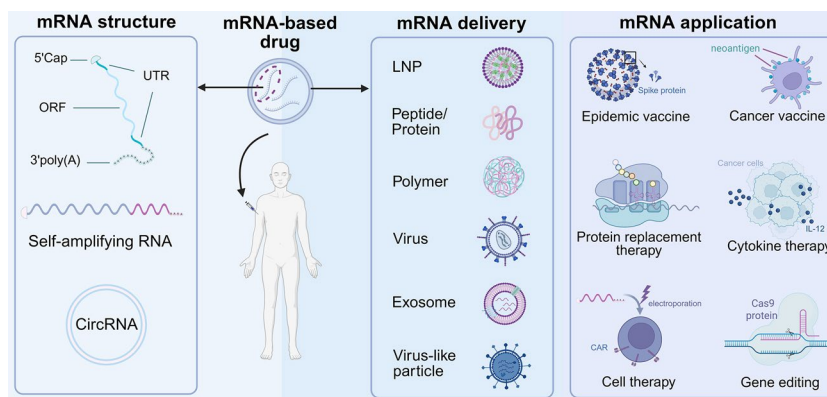 mRNA structure
5'Cap
UTR
ORF
3'poly(A)
Self-amplifying RNA
CircRNA
mRNA-based
drug
mRNA delivery
LNP
Peptide/
Protein
Polymer
Virus
Exosome
Virus-like
particle
mRNA application
Spike protein
Epidemic vaccine
neoantigen
Cancer vaccine
Protein replacement
therapy
Cancer cells
IL-12
Cytokine therapy
electroporation
CAR
Cell therapy
Cas9
protein
Gene editing